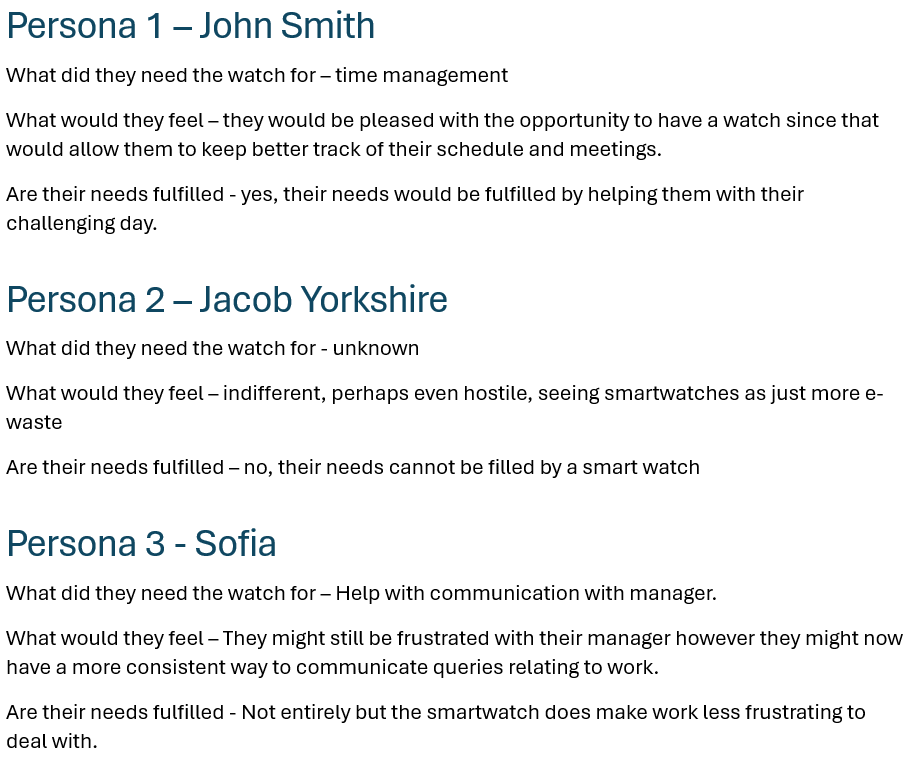 Persona 1 – John Smith
What did they need the watch for – time management
What would they feel – they would be pleased with the opportunity to have a watch since that
would allow them to keep better track of their schedule and meetings.
Are their needs fulfilled - yes, their needs would be fulfilled by helping them with their
challenging day.
Persona 2 – Jacob Yorkshire
What did they need the watch for - unknown
What would they feel – indifferent, perhaps even hostile, seeing smartwatches as just more e-
waste
Are their needs fulfilled – no, their needs cannot be filled by a smart watch
Persona 3 - Sofia
What did they need the watch for – Help with communication with manager.
What would they feel – They might still be frustrated with their manager however they might now
have a more consistent way to communicate queries relating to work.
Are their needs fulfilled - Not entirely but the smartwatch does make work less frustrating to
deal with.